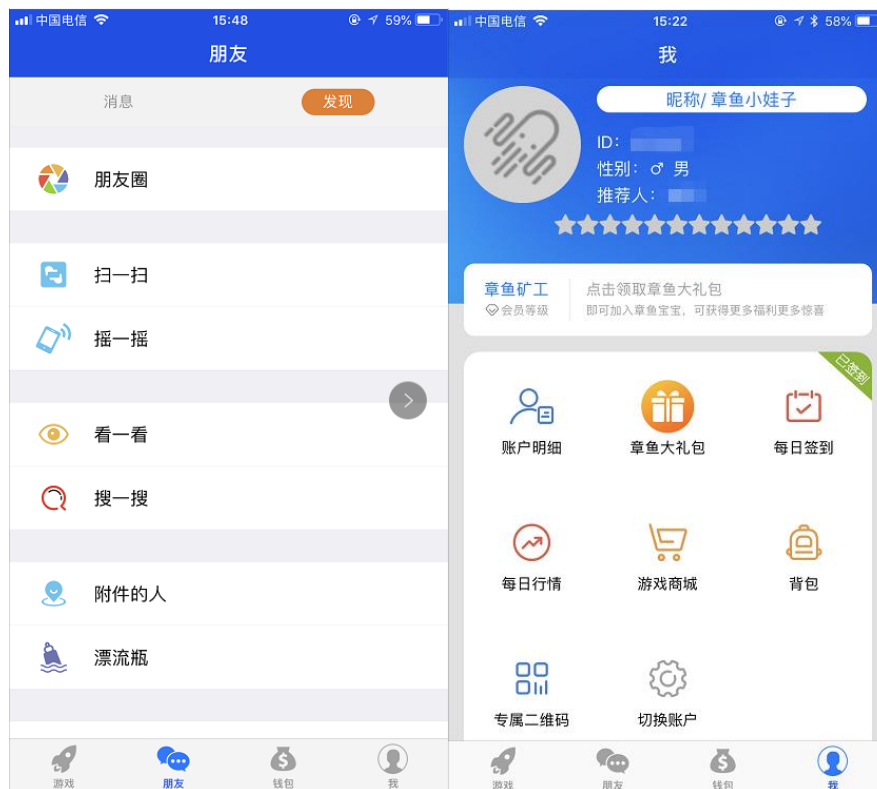 中国电信 15:48 59%
朋友
消息 发现
朋友圈
扫一扫
摇一摇
看一看
搜一搜
附件的人
漂流瓶
游戏 朋友 钱包 我
中国电信 15:22 58%
我
昵称/ 章鱼小娃子
ID:
性别: ♂ 男
推荐人:
章鱼矿工 点击领取章鱼大礼包
会员等级 即可加入章鱼宝宝, 可获得更多福利更多惊喜
已签到
账户明细 章鱼大礼包 每日签到
每日行情 游戏商城 背包
专属二维码 切换账户
游戏 朋友 钱包 我